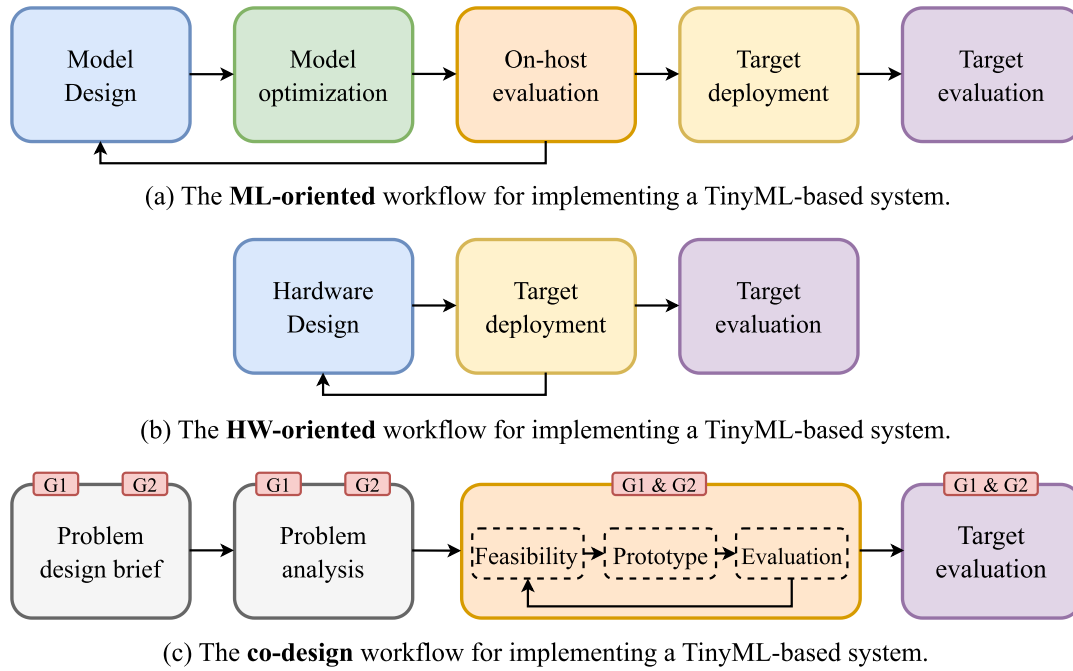 Model
Design
Model
optimization
On-host
evaluation
Target
deployment
Target
evaluation
(a) The ML-oriented workflow for implementing a TinyML-based system.
Hardware
Design
Target
deployment
Target
evaluation
(b) The HW-oriented workflow for implementing a TinyML-based system.
G1
G2
Problem
design brief
G1
G2
Problem
analysis
G1 & G2
Feasibility
Prototype
Evaluation
G1 & G2
Target
evaluation
(c) The co-design workflow for implementing a TinyML-based system.